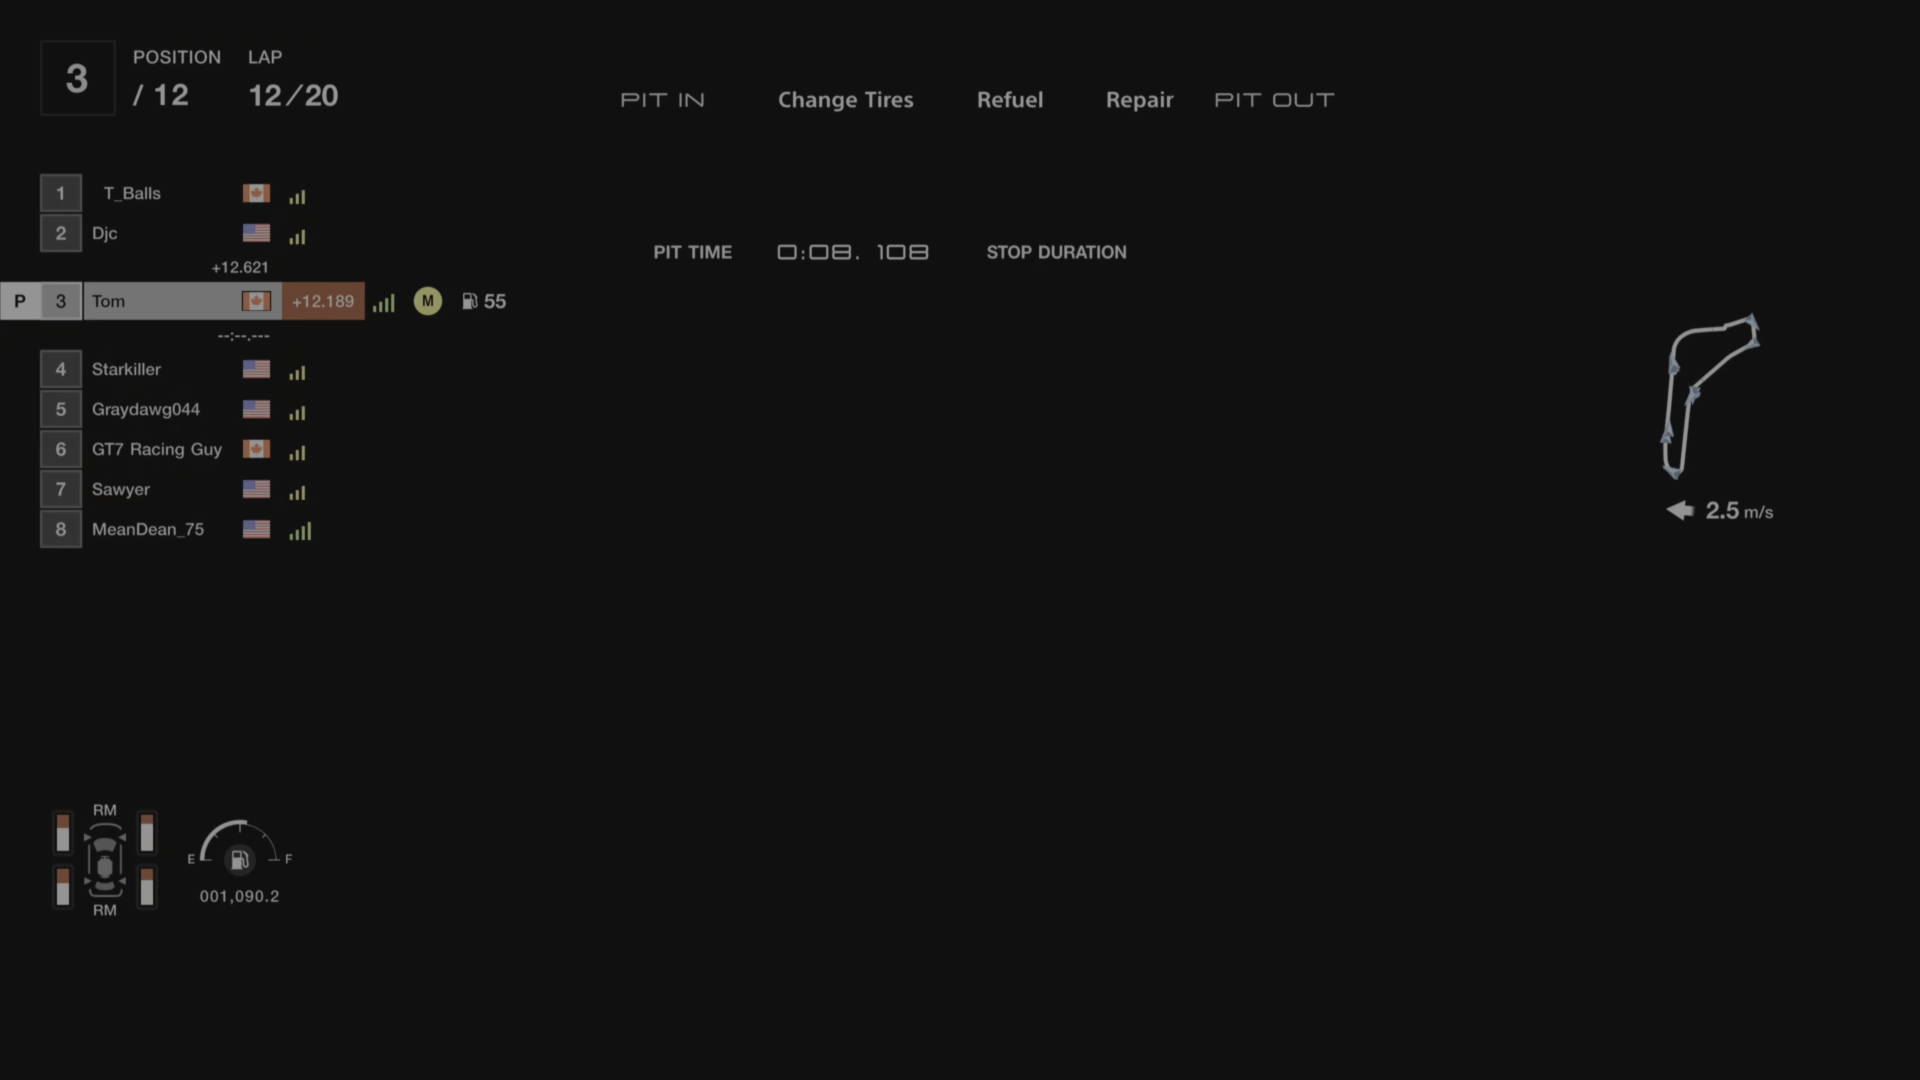 3 POSITION / 12 LAP 12/20
PIT IN Change Tires Refuel Repair PIT OUT
1 T_Balls
2 Djc
+12.621
P 3 Tom +12.189 M 55
--:--.---
4 Starkiller
5 Graydawg044
6 GT7 Racing Guy
7 Sawyer
8 MeanDean_75
PIT TIME 0:08. 108 STOP DURATION
2.5 m/s
RM
RM
E F
001,090.2